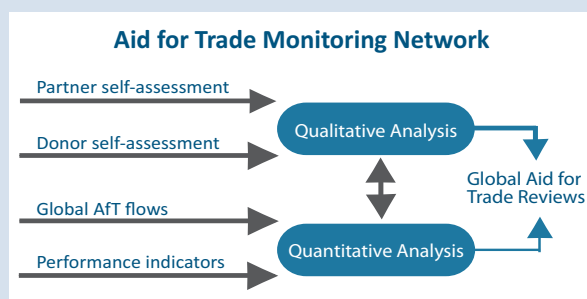 Aid for Trade Monitoring Network
Partner self-assessment
Donor self-assessment
Qualitative Analysis
Global AfT flows
Global Aid for
Trade Reviews
Performance indicators
Quantitative Analysis